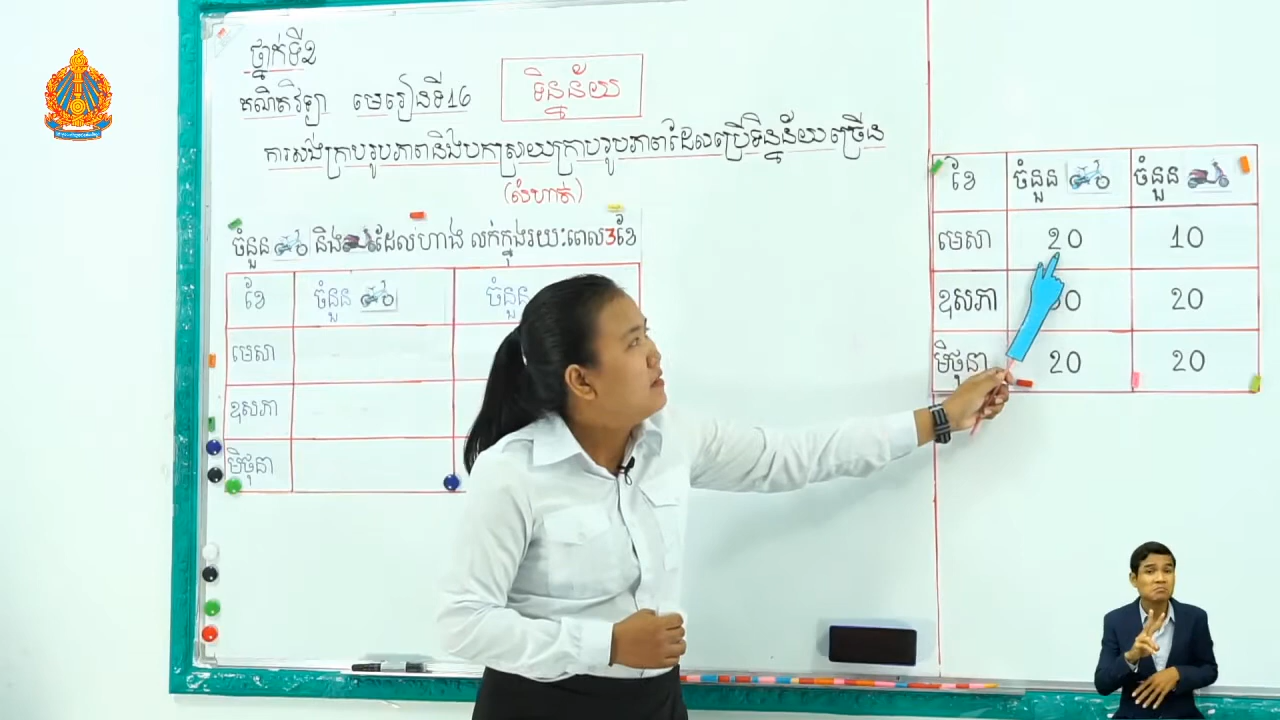 ថ្នាក់ទី២
គណិតវិទ្យា មេរៀនទី16
ទិន្នន័យ
ការសង់ក្រាបរូបភាពនិងបកស្រាយក្រាបរូបភាពដែលប្រើទិន្នន័យច្រើន
(លំហាត់)
ចំនួន និង ដែលហាង លក់ក្នុងរយៈពេល3ខែ
ខែ ចំនួន ចំនួន
មេសា
ឧសភា
មិថុនា
ខែ ចំនួន ចំនួន
មេសា 20 10
ឧសភា 0 20
មិថុនា 20 20